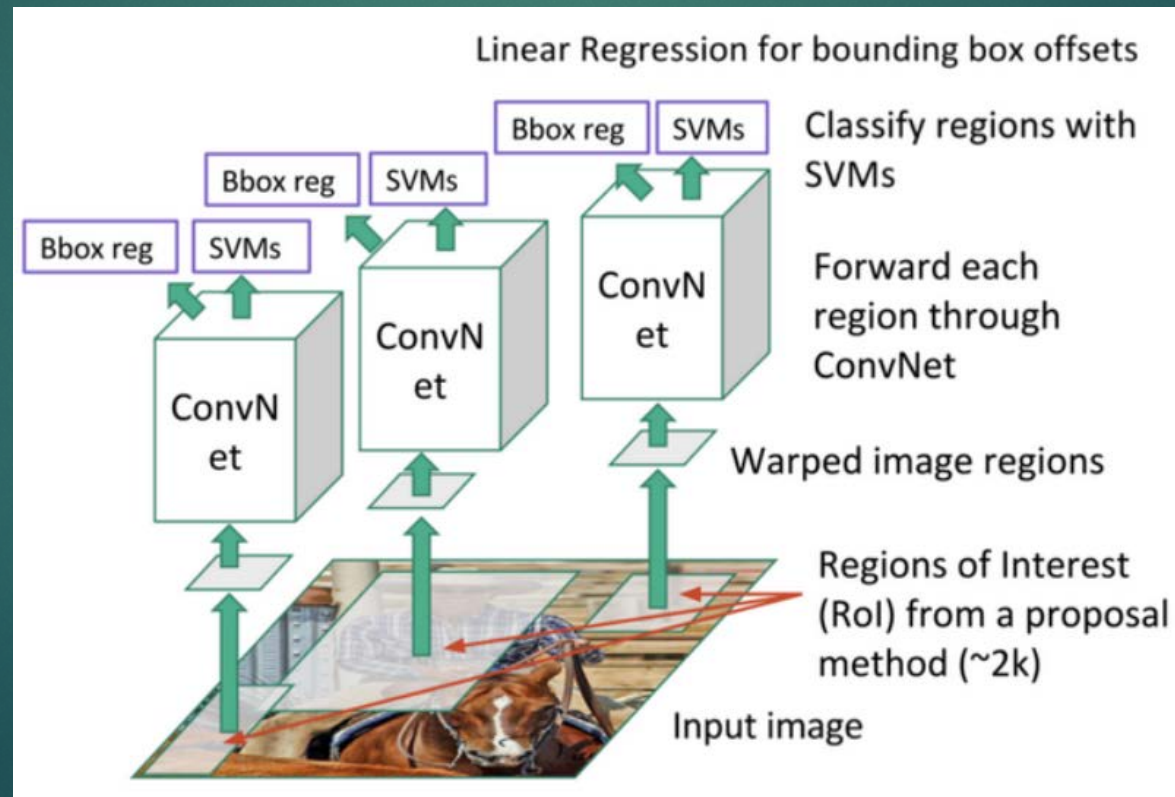 Linear Regression for bounding box offsets
Bbox reg
SVMs
Classify regions with
SVMs
Bbox reg
SVMs
Bbox reg
SVMs
Forward each
region through
ConvNet
ConvN
et
ConvN
et
ConvN
et
Warped image regions
Regions of Interest
(RoI) from a proposal
method (~2k)
Input image